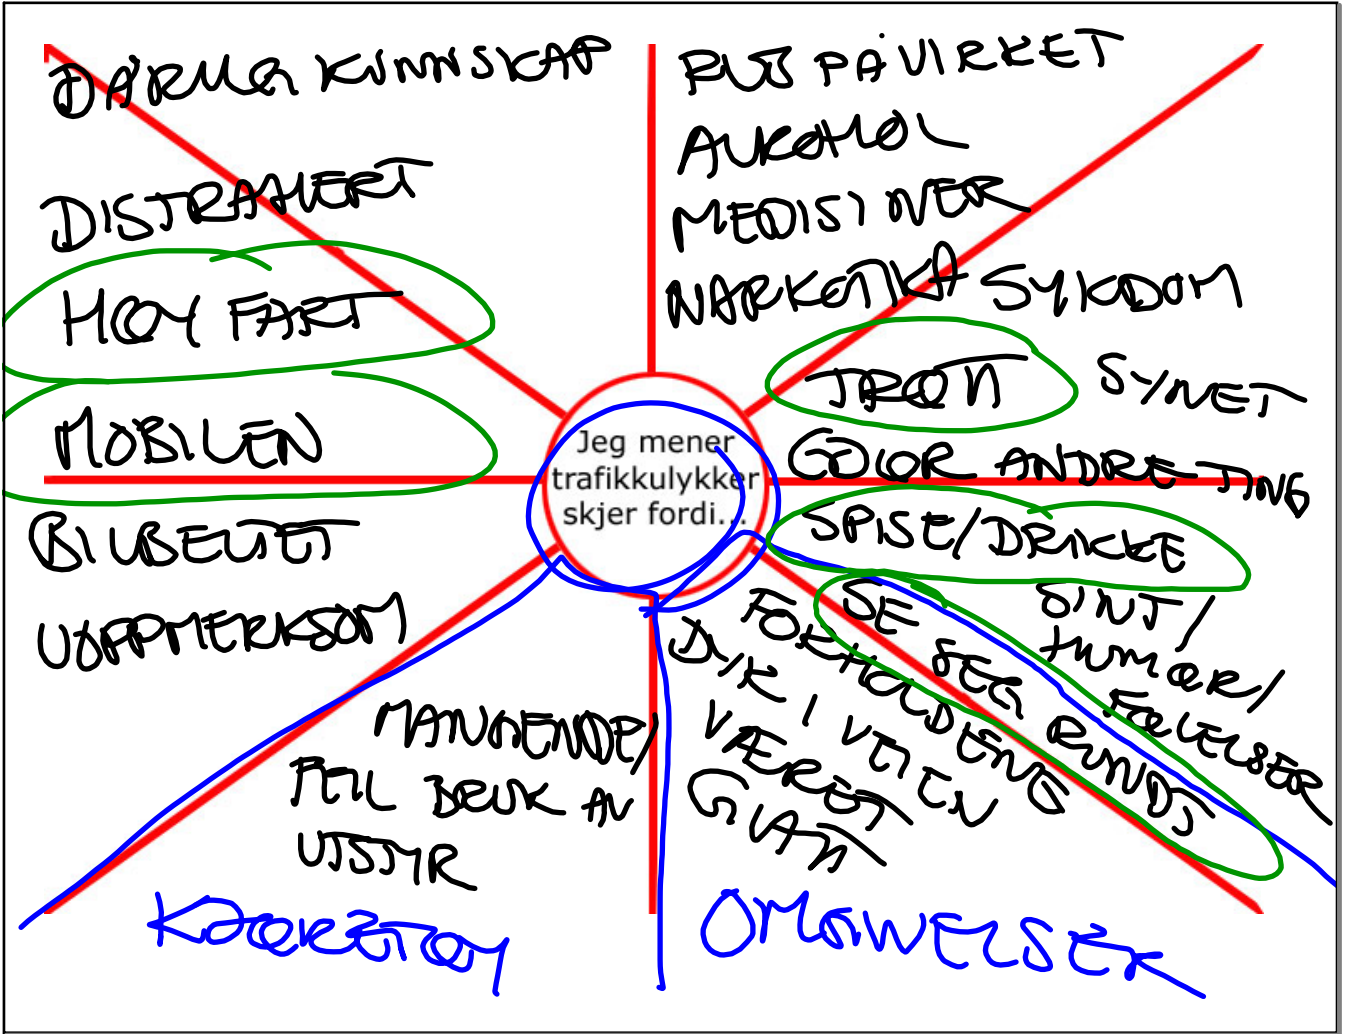 DÅRLIG KUNNSKAP
DISTRAHERT
HØY FART
MOBILEN
BILBELTET
UOPPMERKSOM
RUS PÅVIRKET
ALKOHOL
MEDISINER
NARKOTIKA
SYKDOM
TRØTT
SYNET
GJØR ANDRE TING
SPISE/DRIKKE
Jeg mener
trafikkulykker
skjer fordi...
SE SEG RUNDT
SINT/
HUMØR/
FØLELSER
FORHOLDENE
DYR I VEIEN
VÆRET
GLATT
MANGLENDE/
FEIL BRUK AV
UTSTYR
KJØRETØY
OMGIVELSER